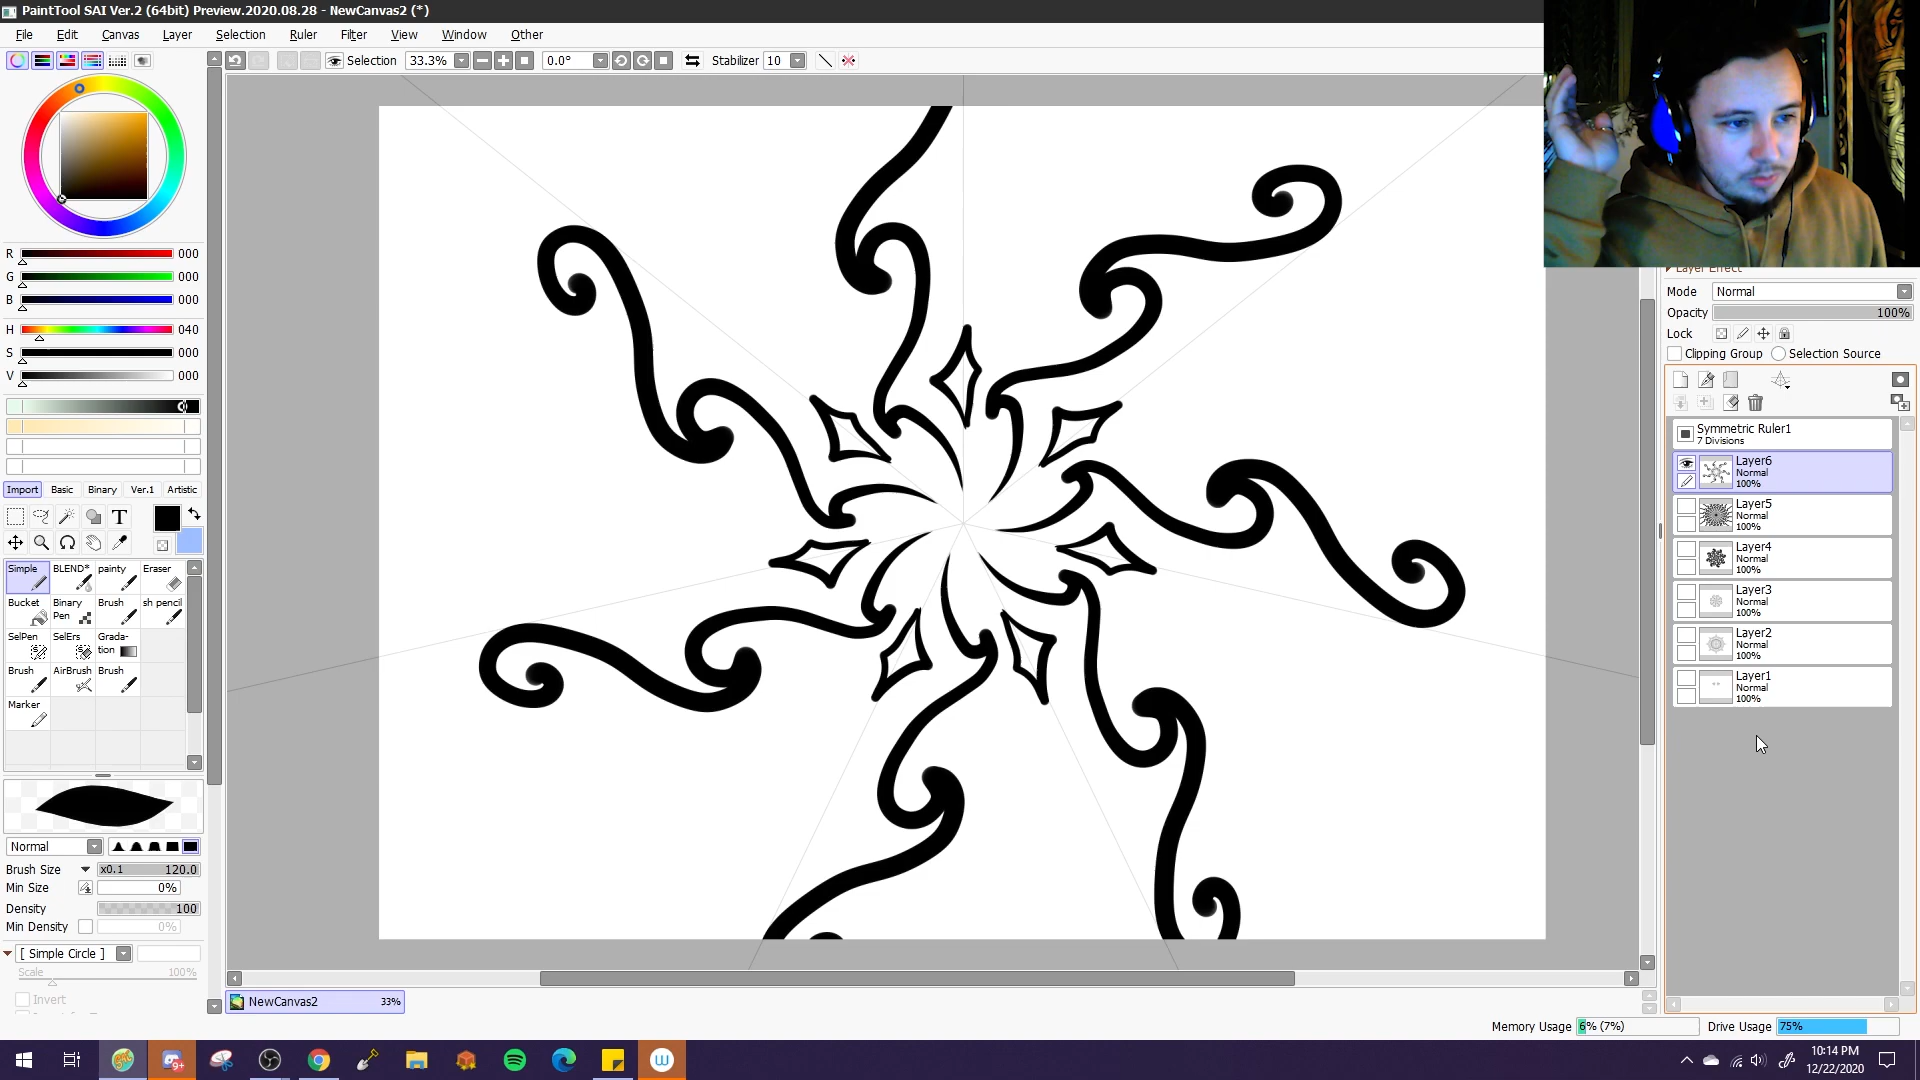 PaintTool SAI Ver.2 (64bit) Preview.2020.08.28 - NewCanvas2 (*)
File Edit Canvas Layer Selection Ruler Filter View Window Other
Selection 33.3% 0.0° Stabilizer 10
R 000
G 000
B 000
H 040
S 000
V 000
Import Basic Binary Ver.1 Artistic
T
Simple BLEND* painty Eraser
Bucket Binary Pen Brush sh pencil
SelPen SelErs Grada-tion
Brush AirBrush Brush
Marker
Normal
Brush Size x0.1 120.0
Min Size 0%
Density 100
Min Density 0%
[ Simple Circle ]
Scale 100%
Invert
NewCanvas2 33%
Layer Effect
Mode Normal
Opacity 100%
Lock
Clipping Group Selection Source
Symmetric Ruler1
7 Divisions
Layer6
Normal
100%
Layer5
Normal
100%
Layer4
Normal
100%
Layer3
Normal
100%
Layer2
Normal
100%
Layer1
Normal
100%
Memory Usage 6% (7%) Drive Usage 75%
9+
W
10:14 PM
12/22/2020